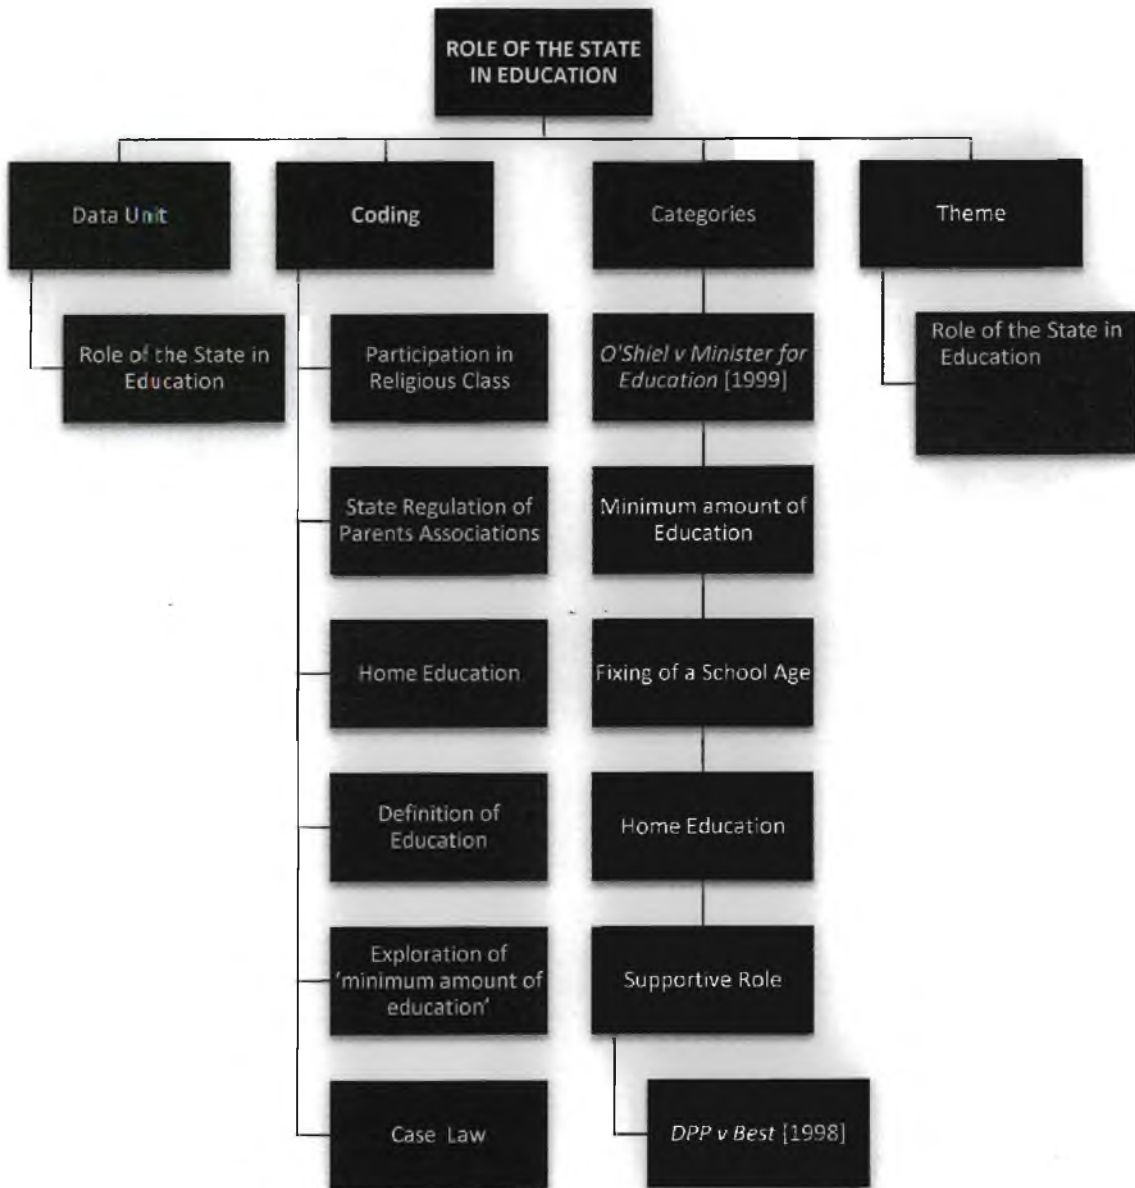 ROLE OF THE STATE
IN EDUCATION
Data Unit
Coding
Categories
Theme
Role of the State in
Education
Participation in
Religious Class
State Regulation of
Parents Associations
Home Education
Definition of
Education
Exploration of
'minimum amount of
education'
Case Law
O'Shiel v Minister for
Education [1999]
Minimum amount of
Education
Fixing of a School Age
Home Education
Supportive Role
DPP v Best [1998]
Role of the State in
Education